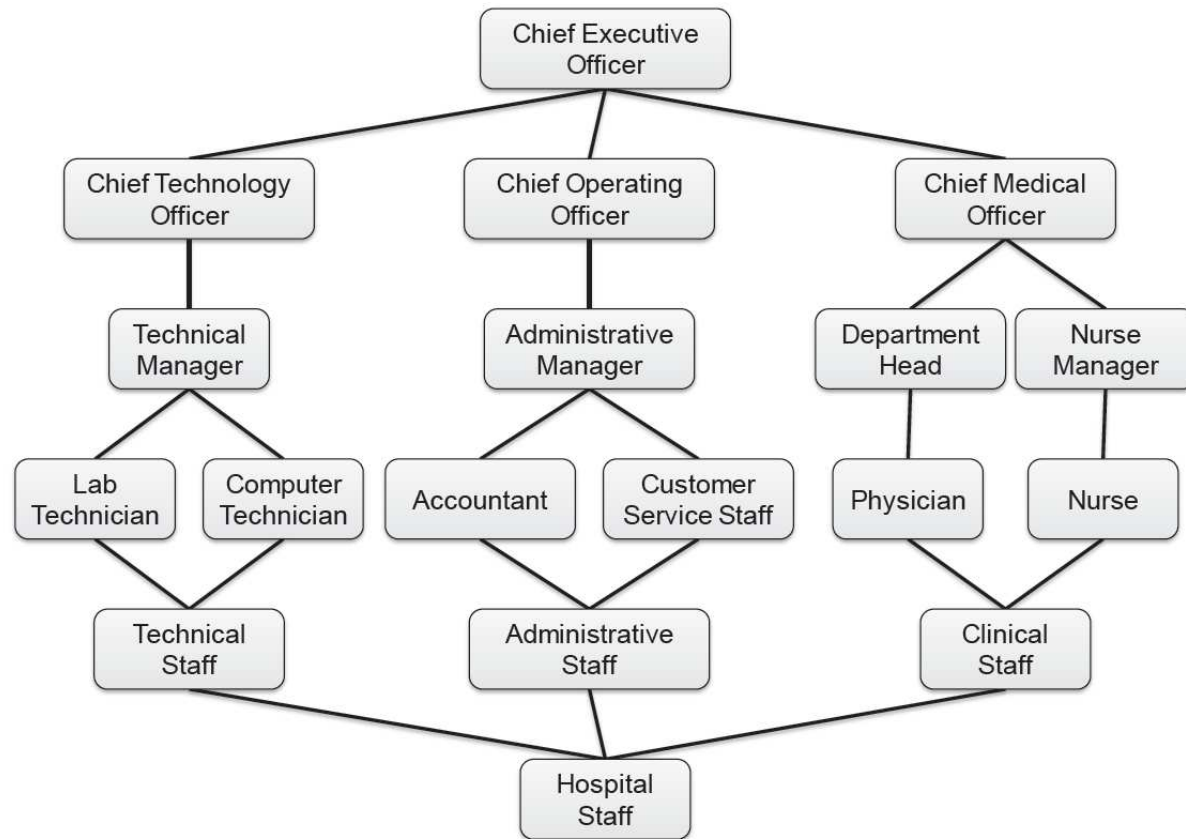 Chief Executive
Officer
Chief Technology
Officer
Chief Operating
Officer
Chief Medical
Officer
Technical
Manager
Administrative
Manager
Department
Head
Nurse
Manager
Lab
Technician
Computer
Technician
Accountant
Customer
Service Staff
Physician
Nurse
Technical
Staff
Administrative
Staff
Clinical
Staff
Hospital
Staff